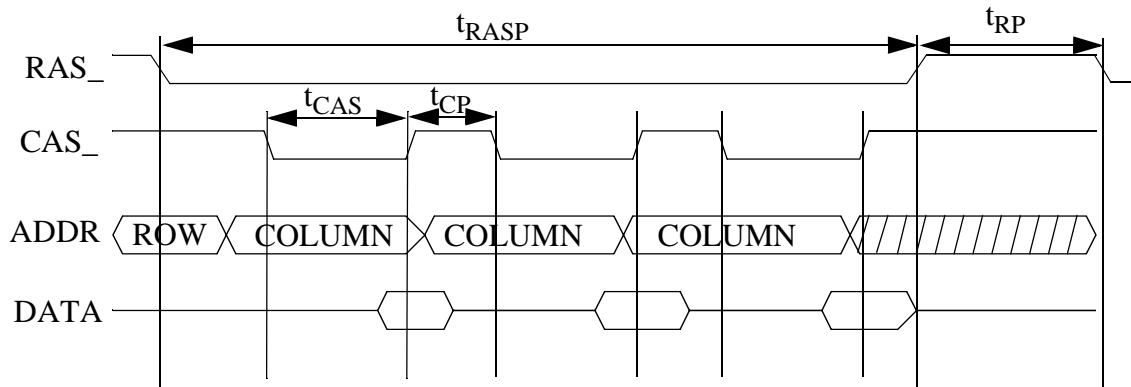 tRASP
tRP
RAS_
tCAS
tCP
CAS_
ADDR ROW COLUMN COLUMN COLUMN
DATA